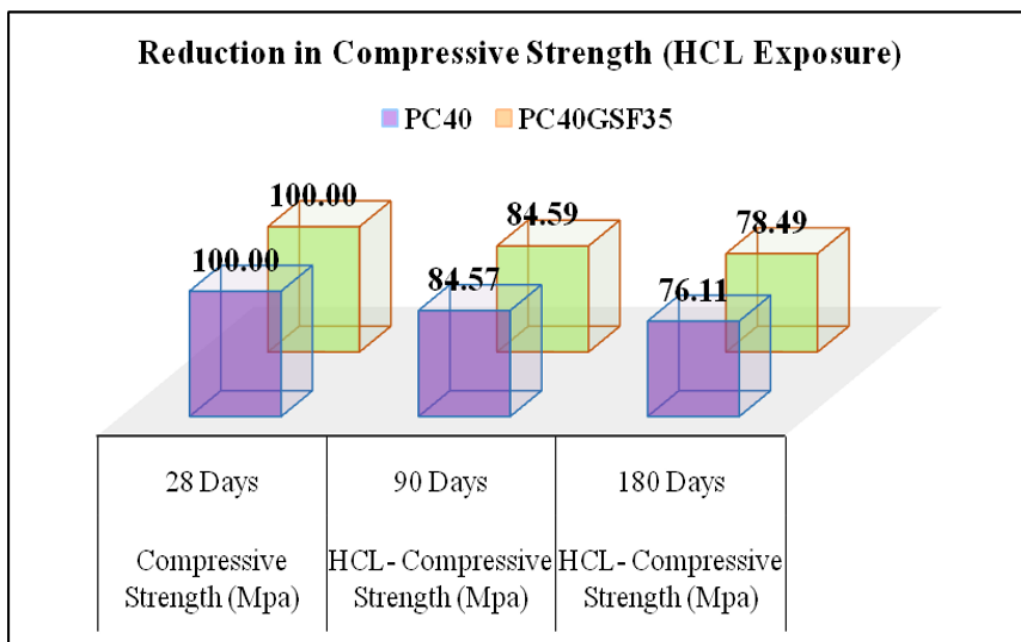 Reduction in Compressive Strength (HCL Exposure)
PC40 PC40GSF35
100.00 84.59 78.49
100.00 84.57 76.11
28 Days 90 Days 180 Days
Compressive HCL- Compressive HCL- Compressive
Strength (Mpa) Strength (Mpa) Strength (Mpa)